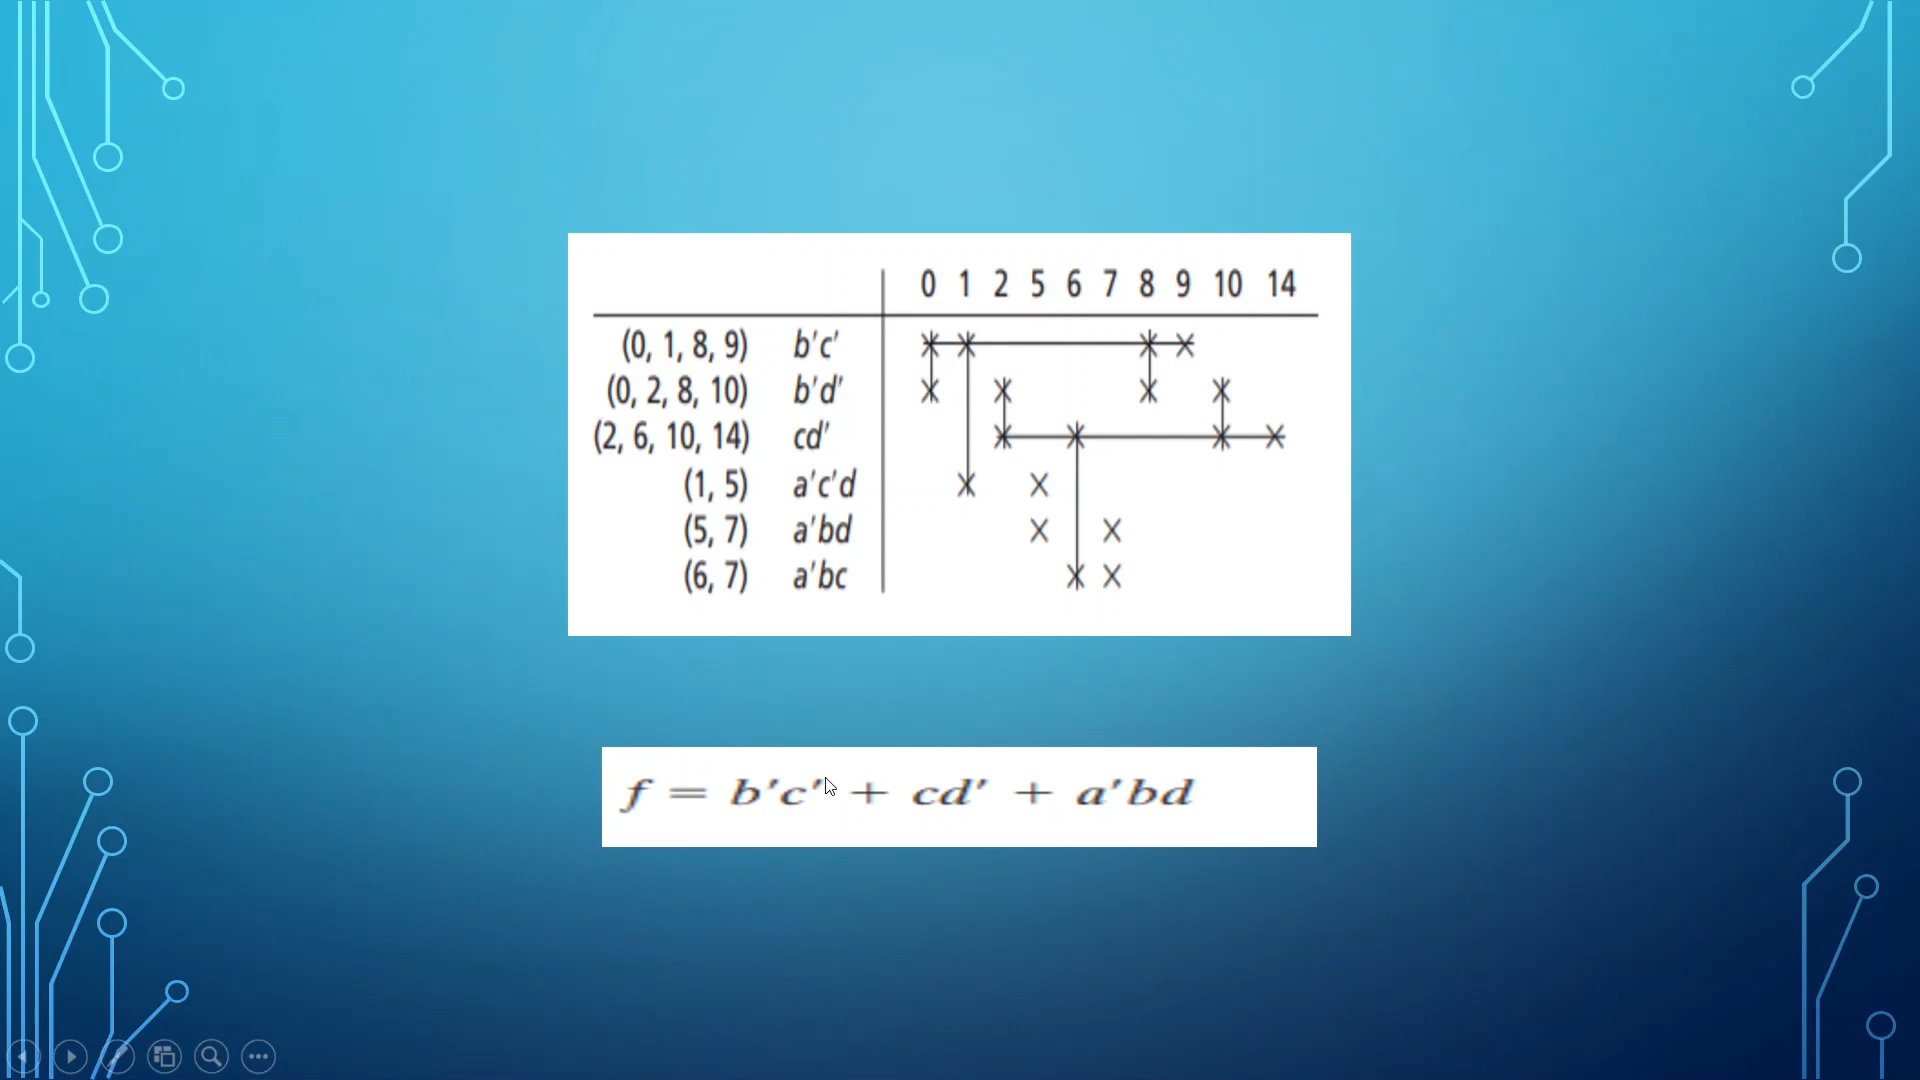 0 1 2 5 6 7 8 9 10 14
(0, 1, 8, 9) b′c′ X X X X
(0, 2, 8, 10) b′d′ X X X X
(2, 6, 10, 14) cd′ X X X X
(1, 5) a′c′d X X
(5, 7) a′bd X X
(6, 7) a′bc X X
f = b′c′ + cd′ + a′bd